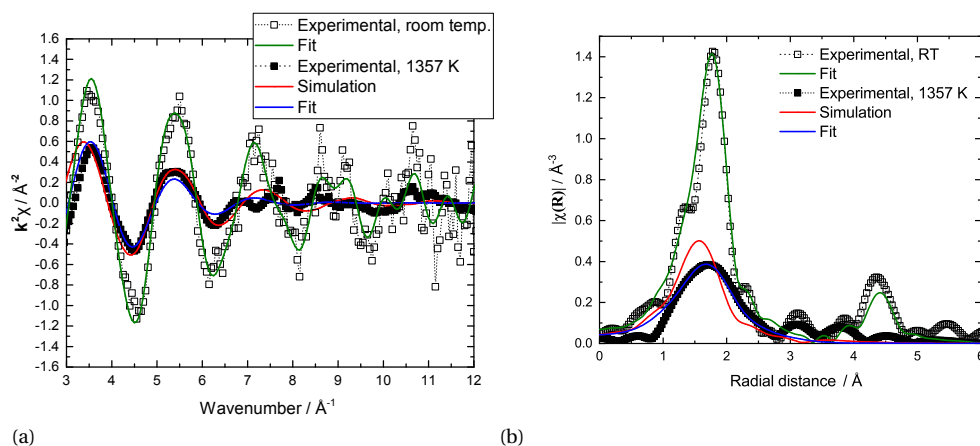 Experimental, room temp.
Fit
Experimental, 1357 K
Simulation
Fit
1.6
1.4
1.2
1.0
0.8
0.6
0.4
0.2
0.0
-0.2
-0.4
-0.6
-0.8
-1.0
-1.2
-1.4
-1.6
k²χ / Å⁻²
3 4 5 6 7 8 9 10 11 12
Wavenumber / Å⁻¹
(a)
Experimental, RT
Fit
Experimental, 1357 K
Simulation
Fit
1.4
1.2
1.0
0.8
0.6
0.4
0.2
0.0
|χ(R)| / Å⁻³
0 1 2 3 4 5 6
Radial distance / Å
(b)